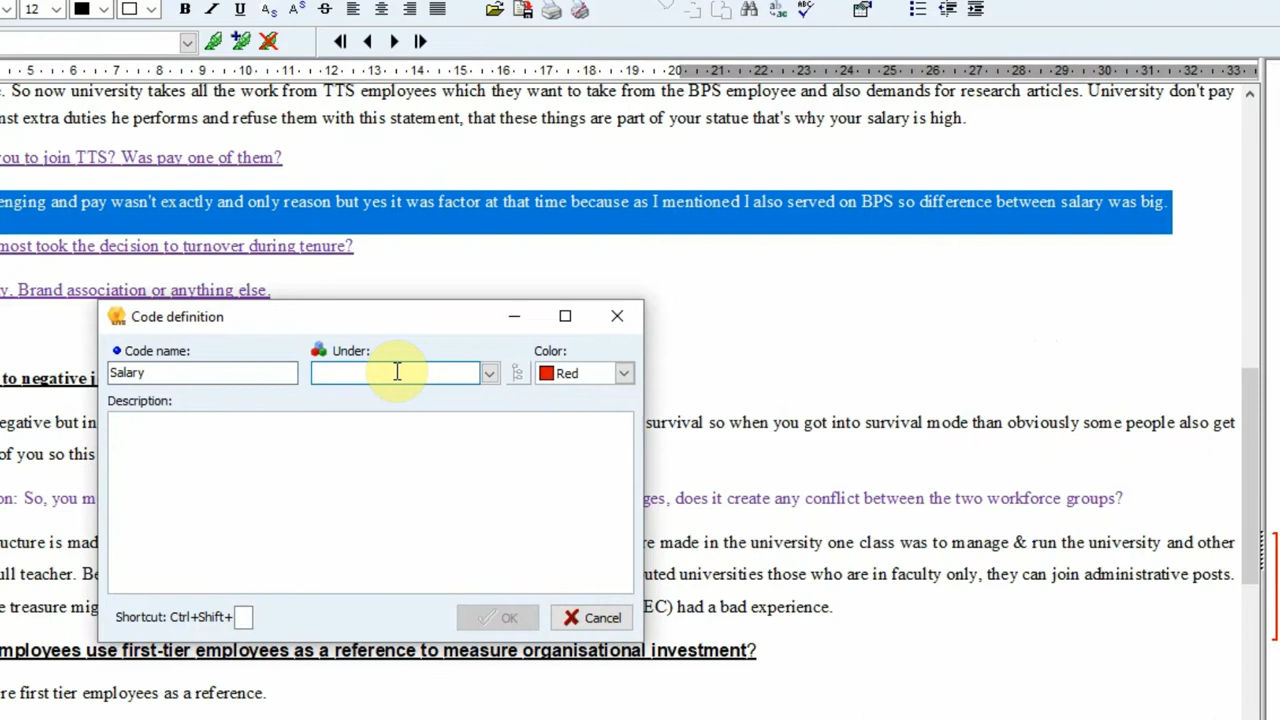 12 B I U
5 6 7 8 9 10 11 12 13 14 15 16 17 18 19 20 21 22 23 24 25 26 27 28 29 30 31 32 33
. So now university takes all the work from TTS employees which they want to take from the BPS employee and also demands for research articles. University don't pay
nst extra duties he performs and refuse them with this statement, that these things are part of your statue that's why your salary is high.
you to join TTS? Was pay one of them?
enging and pay wasn't exactly and only reason but yes it was factor at that time because as I mentioned I also served on BPS so difference between salary was big.
most took the decision to turnover during tenure?
y. Brand association or anything else.
Code definition
Code name: Under: Color:
Salary Red
Description:
to negative j
egative but in survival so when you got into survival mode than obviously some people also get
of you so this
on: So, you m ges, does it create any conflict between the two workforce groups?
ucture is mad re made in the university one class was to manage & run the university and other
ull teacher. Be uted universities those who are in faculty only, they can join administrative posts.
e treasure mig EC) had a bad experience.
Shortcut: Ctrl+Shift+ OK Cancel
mployees use first-tier employees as a reference to measure organisational investment?
re first tier employees as a reference.